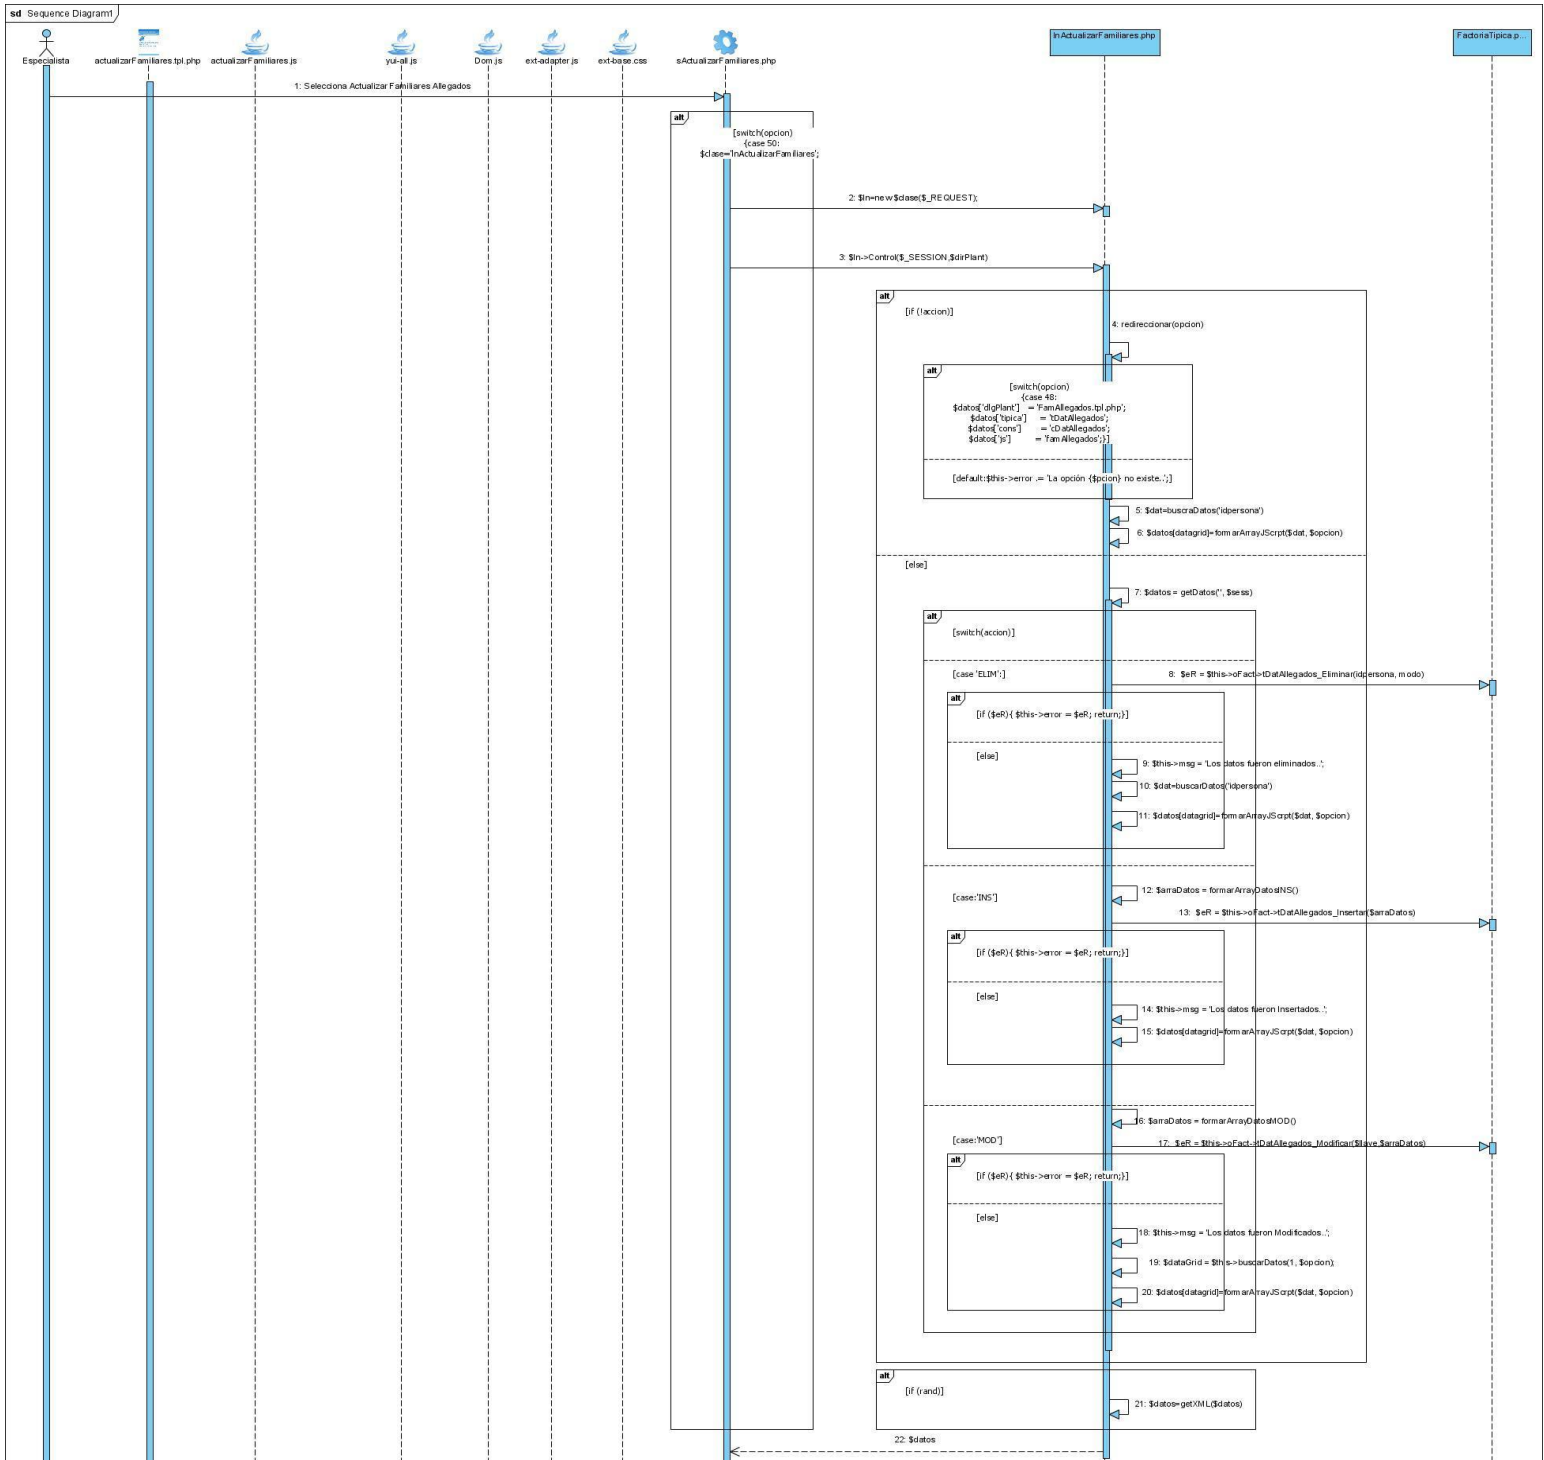 sd Sequence Diagram1
Especialista
actualizarFamiliares.tpl.php
actualizarFamiliares.js
yui-all.js
Dom.js
ext-adapter.js
ext-base.css
sActualizarFamiliares.php
InActualizarFamiliares.php
FactoriaTipica.p...
1: Selecciona Actualizar Familiares Allegados
alt
[switch(opcion)
{case 50:
$clase='InActualizarFamiliares';
2: $In=new $clase($_REQUEST);
3: $In->Control($_SESSION,$dirPlant)
alt
[if (!accion)]
4: redireccionar(opcion)
alt
[switch(opcion)
{case 48:
$datos['dlgPlant'] = 'FamAllegados.tpl.php';
$datos['tipica'] = 'tDatAllegados';
$datos['cons'] = 'cDatAllegados';
$datos['js'] = 'famAllegados';}]
[default:$this->error .= 'La opción {$pcion} no existe..';]
5: $dat=buscraDatos('idpersona')
6: $datos[datagrid]=formarArrayJScrpt($dat, $opcion)
[else]
7: $datos = getDatos('', $sess)
alt
[switch(accion)]
[case 'ELIM':]
8: $eR = $this->oFact->tDatAllegados_Eliminar(idpersona, modo)
alt
[if ($eR){ $this->error = $eR; return;}]
[else]
9: $this->msg = 'Los datos fueron eliminados..';
10: $dat=buscarDatos('idpersona')
11: $datos[datagrid]=formarArrayJScrpt($dat, $opcion)
12: $arraDatos = formarArrayDatosINS()
[case:'INS']
13: $eR = $this->oFact->tDatAllegados_Insertar($arraDatos)
alt
[if ($eR){ $this->error = $eR; return;}]
[else]
14: $this->msg = 'Los datos fueron Insertados..';
15: $datos[datagrid]=formarArrayJScrpt($dat, $opcion)
16: $arraDatos = formarArrayDatosMOD()
[case:'MOD']
17: $eR = $this->oFact->tDatAllegados_Modificar($llave,$arraDatos)
alt
[if ($eR){ $this->error = $eR; return;}]
[else]
18: $this->msg = 'Los datos fueron Modificados..';
19: $dataGrid = $this->buscarDatos(1, $opcion);
20: $datos[datagrid]=formarArrayJScrpt($dat, $opcion)
alt
[if (rand)]
21: $datos=getXML($datos)
22: $datos